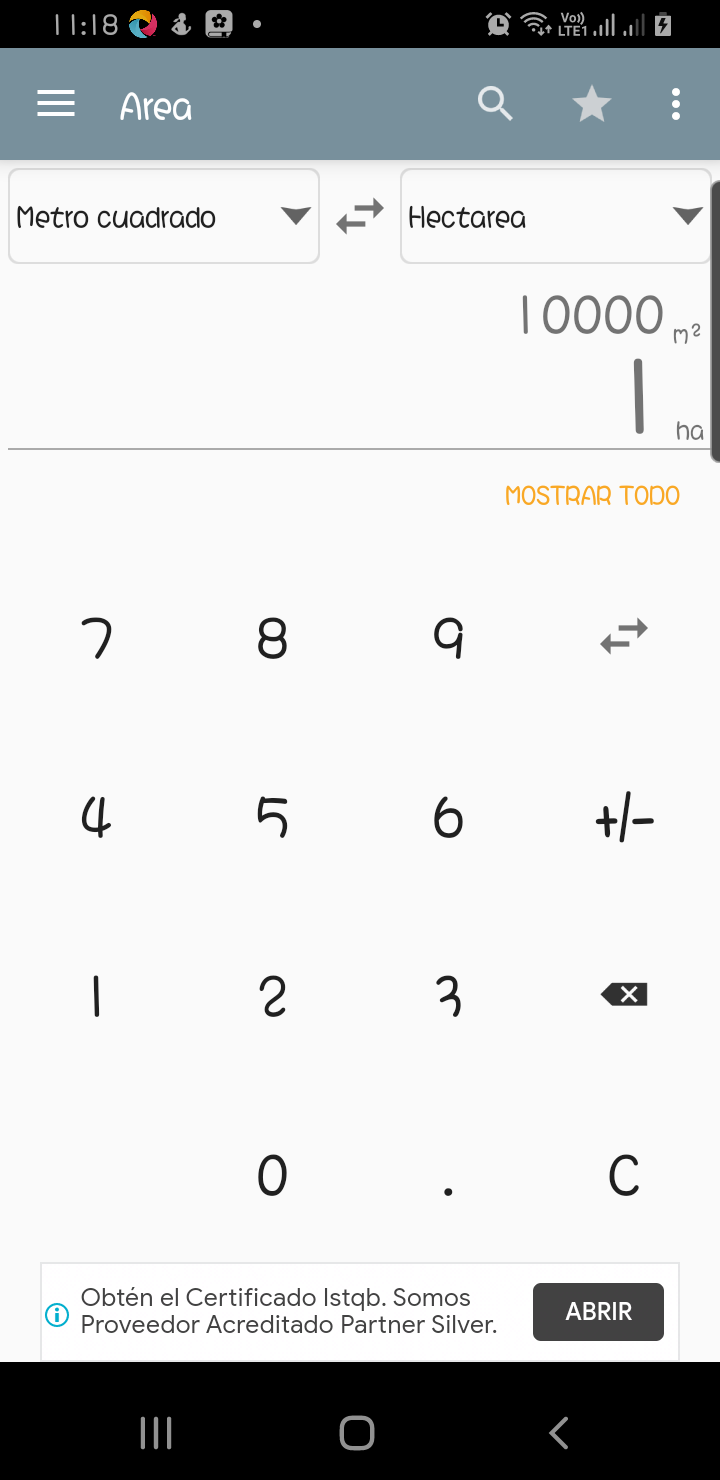 11:18
Vo))
LTE1
Area
Metro cuadrado
Hectarea
10000 m²
1 ha
MOSTRAR TODO
7 8 9
4 5 6 +/-
1 2 3
0 . C
Obtén el Certificado Istqb. Somos
Proveedor Acreditado Partner Silver.
ABRIR